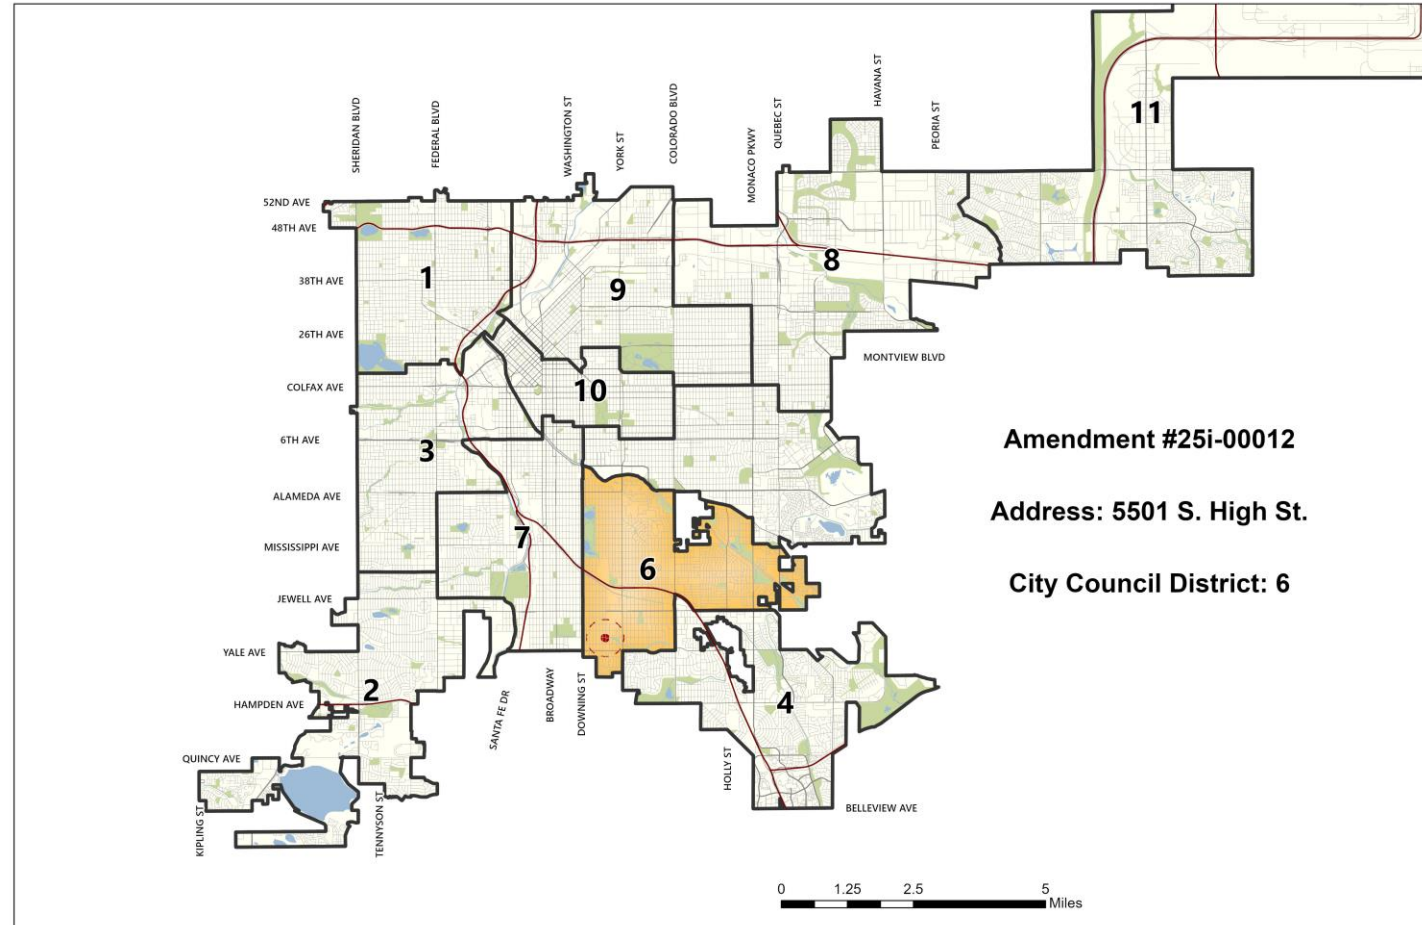 SHERIDAN BLVD
FEDERAL BLVD
WASHINGTON ST
YORK ST
COLORADO BLVD
MONACO PKWY
QUEBEC ST
HAVANA ST
PEORIA ST
11
52ND AVE
48TH AVE
1
9
8
38TH AVE
26TH AVE
MONTVIEW BLVD
COLFAX AVE
10
6TH AVE
3
Amendment #25i-00012
ALAMEDA AVE
Address: 5501 S. High St.
7
MISSISSIPPI AVE
6
City Council District: 6
JEWELL AVE
YALE AVE
2
HAMPDEN AVE
SANTA FE DR
BROADWAY
DOWNING ST
4
QUINCY AVE
HOLLY ST
KIPLING ST
TENNYSON ST
BELLEVIEW AVE
0 1.25 2.5 5
Miles